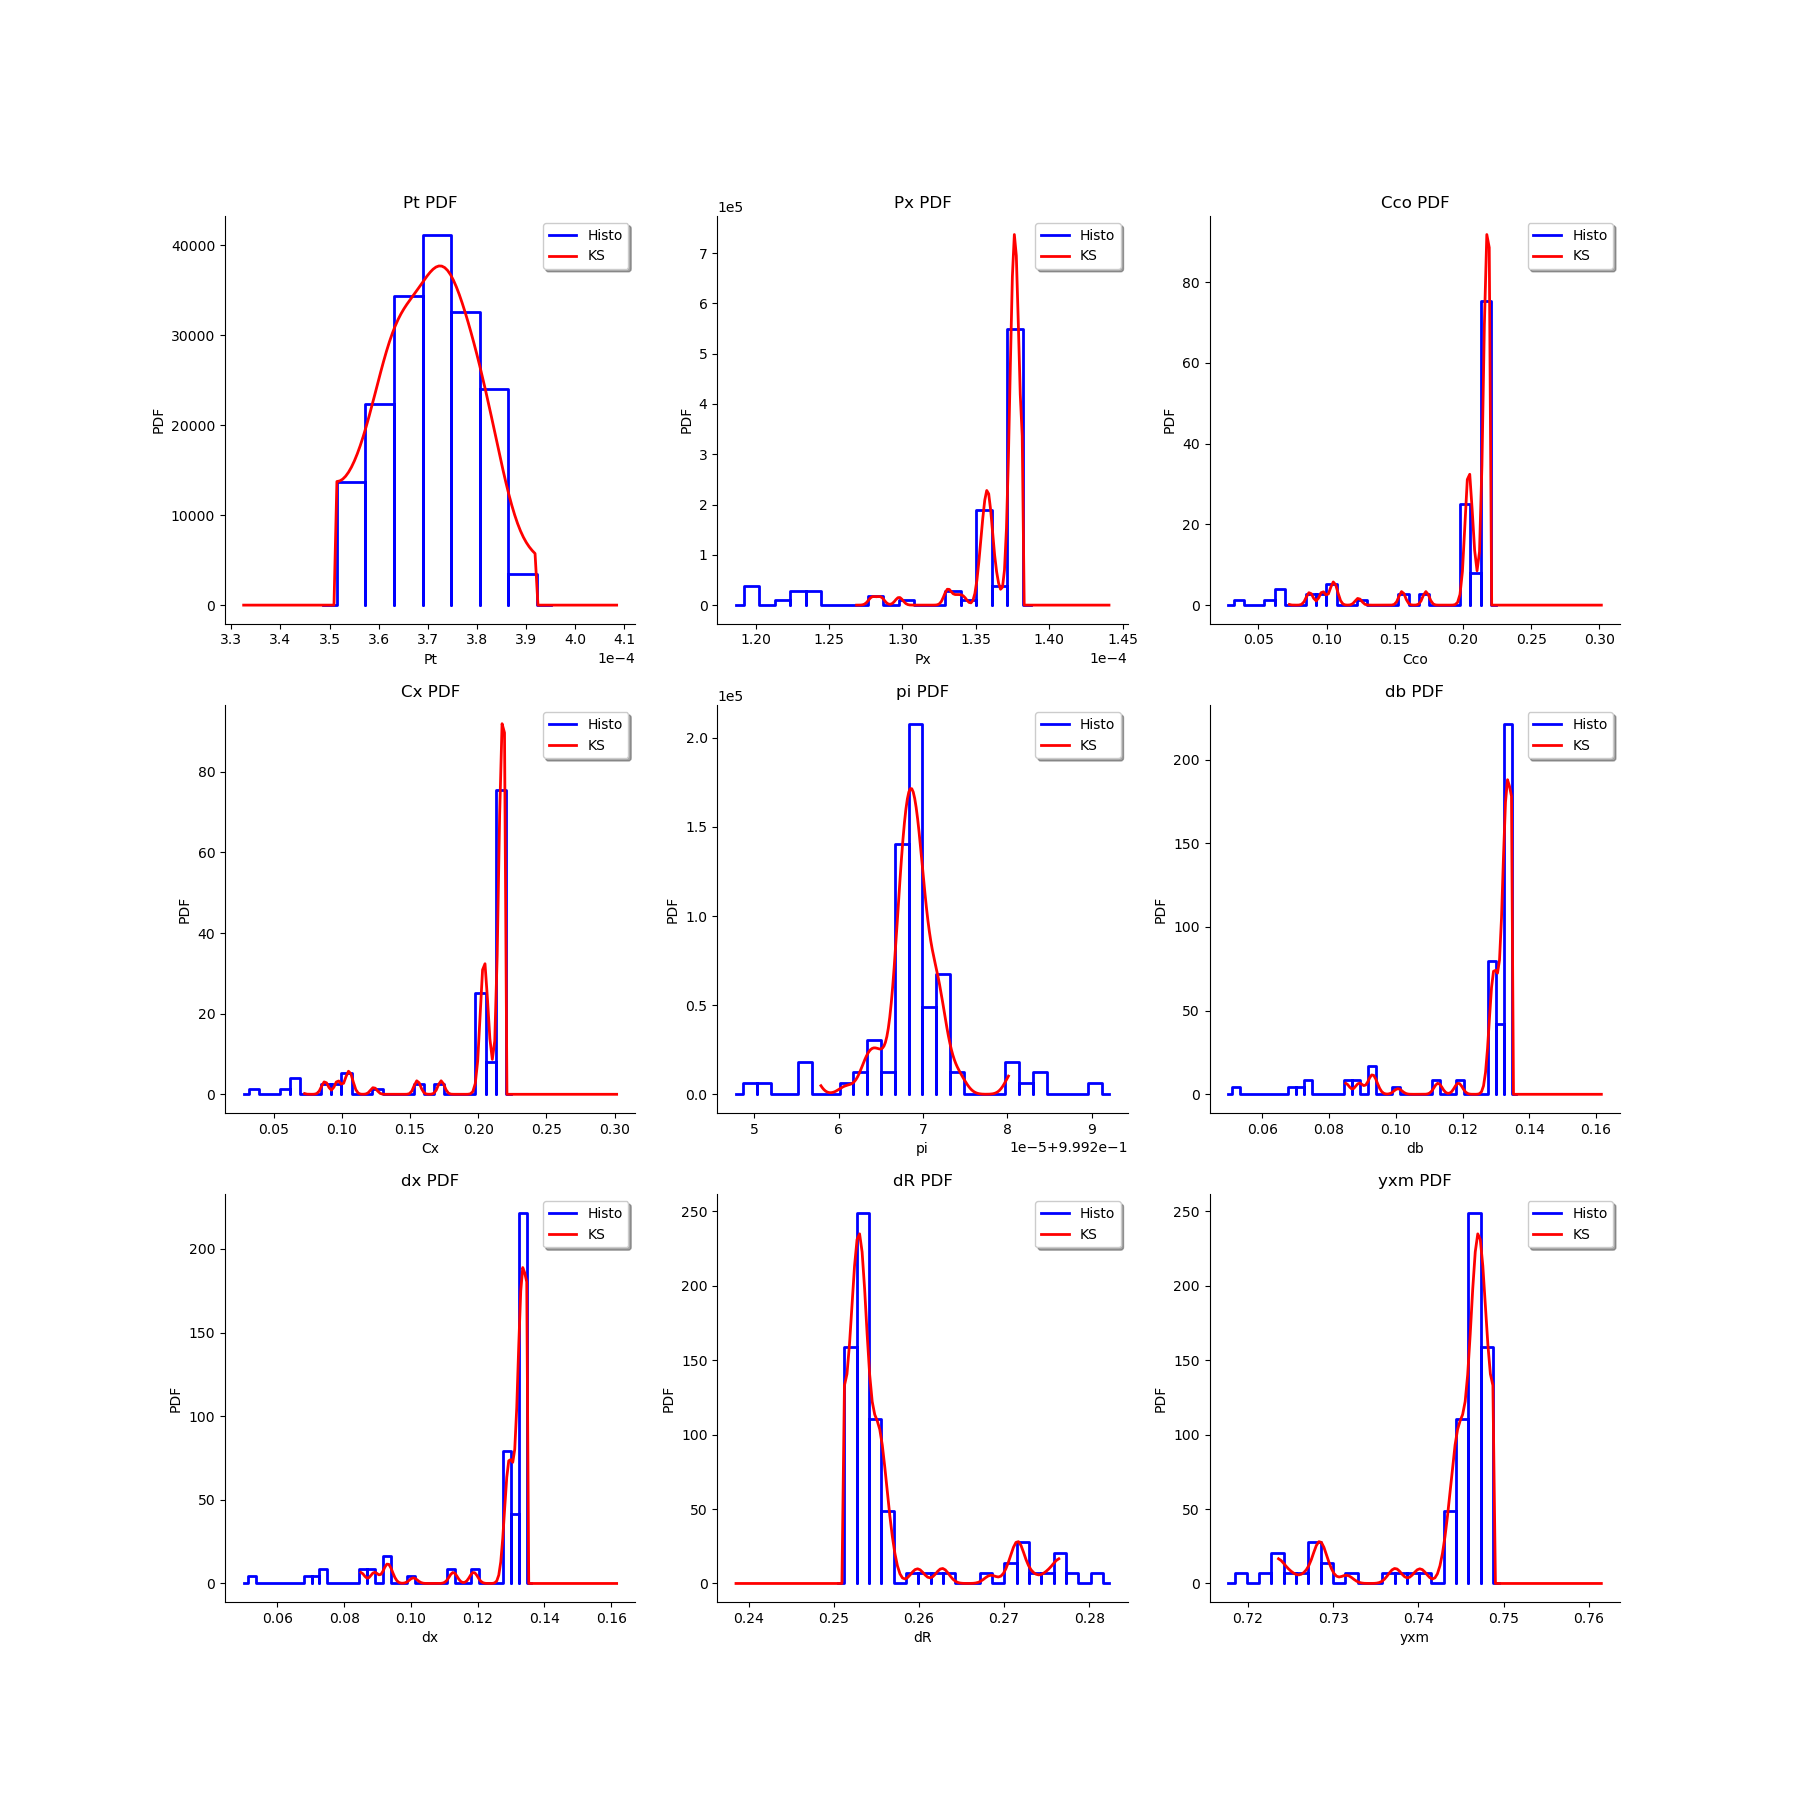 Pt PDF
Histo
KS
PDF
40000
30000
20000
10000
0
3.3 3.4 3.5 3.6 3.7 3.8 3.9 4.0 4.1
1e−4
Pt
Px PDF
1e5
Histo
KS
PDF
7
6
5
4
3
2
1
0
1.20 1.25 1.30 1.35 1.40 1.45
1e−4
Px
Cco PDF
Histo
KS
PDF
80
60
40
20
0
0.05 0.10 0.15 0.20 0.25 0.30
Cco
Cx PDF
Histo
KS
PDF
80
60
40
20
0
0.05 0.10 0.15 0.20 0.25 0.30
Cx
pi PDF
1e5
Histo
KS
PDF
2.0
1.5
1.0
0.5
0.0
5 6 7 8 9
1e−5+9.992e−1
pi
db PDF
Histo
KS
PDF
200
150
100
50
0
0.06 0.08 0.10 0.12 0.14 0.16
db
dx PDF
Histo
KS
PDF
200
150
100
50
0
0.06 0.08 0.10 0.12 0.14 0.16
dx
dR PDF
Histo
KS
PDF
250
200
150
100
50
0
0.24 0.25 0.26 0.27 0.28
dR
yxm PDF
Histo
KS
PDF
250
200
150
100
50
0
0.72 0.73 0.74 0.75 0.76
yxm